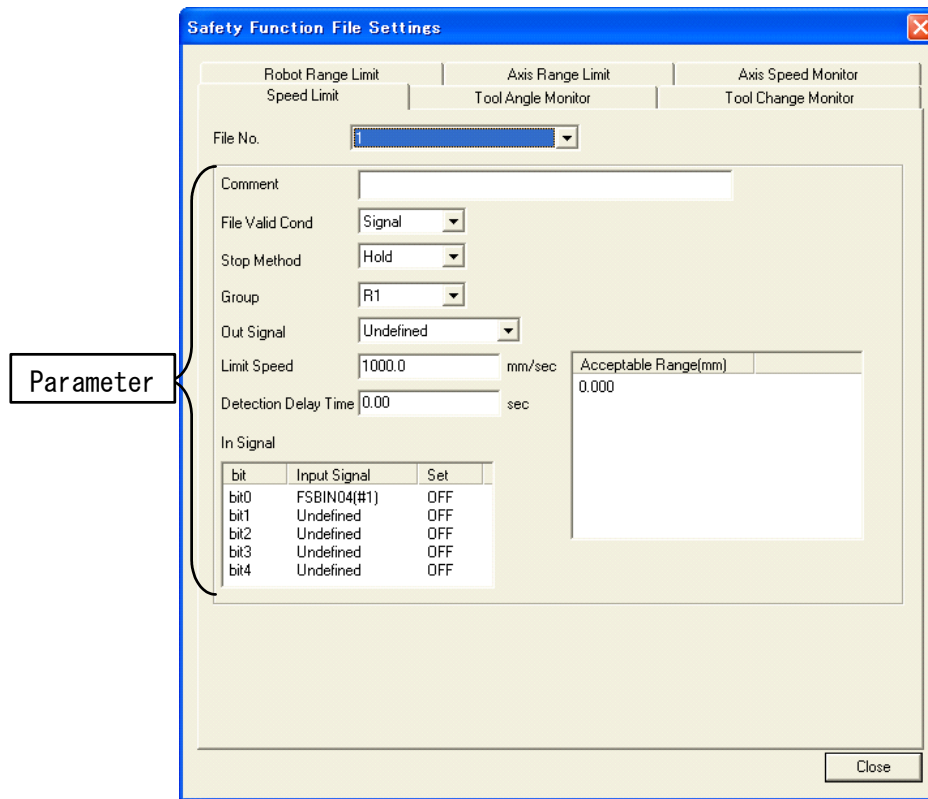 Safety Function File Settings
Robot Range Limit Axis Range Limit Axis Speed Monitor
Speed Limit Tool Angle Monitor Tool Change Monitor
File No. 1
Comment
File Valid Cond Signal
Stop Method Hold
Group R1
Out Signal Undefined
Limit Speed 1000.0 mm/sec
Detection Delay Time 0.00 sec
Acceptable Range(mm)
0.000
Parameter
In Signal
bit Input Signal Set
bit0 FSBIN04(#1) OFF
bit1 Undefined OFF
bit2 Undefined OFF
bit3 Undefined OFF
bit4 Undefined OFF
Close